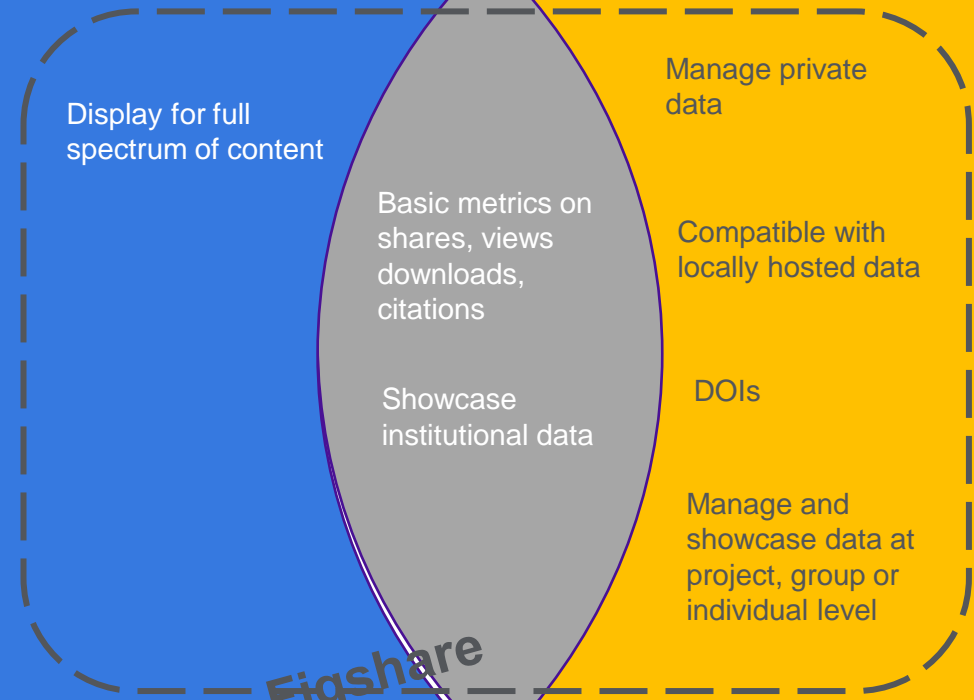 Display for full
spectrum of content
Basic metrics on
shares, views
downloads,
citations
Showcase
institutional data
Manage private
data
Compatible with
locally hosted data
DOIs
Manage and
showcase data at
project, group or
individual level
Figshare